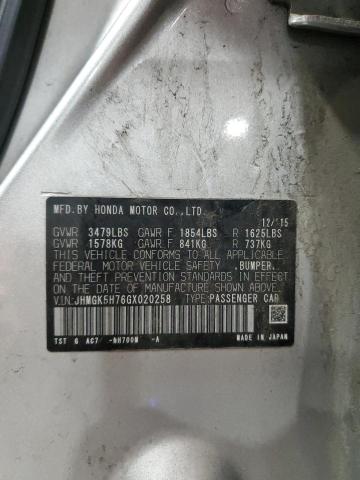 MFD.BY HONDA MOTOR CO.,LTD.
12/'15
GVWR 3479LBS GAWR F 1854LBS R 1625LBS
GVWR 1578KG GAWR F 841KG R 737KG
THIS VEHICLE CONFORMS TO ALL APPLICABLE
FEDERAL MOTOR VEHICLE SAFETY, BUMPER,
AND THEFT PREVENTION STANDARDS IN EFFECT
ON THE DATE OF MANUFACTURE SHOWN ABOVE.
V.I.N:JHMGK5H76GX020258 TYPE:PASSENGER CAR
TST G AC7 -NH700M -A
MADE IN JAPAN